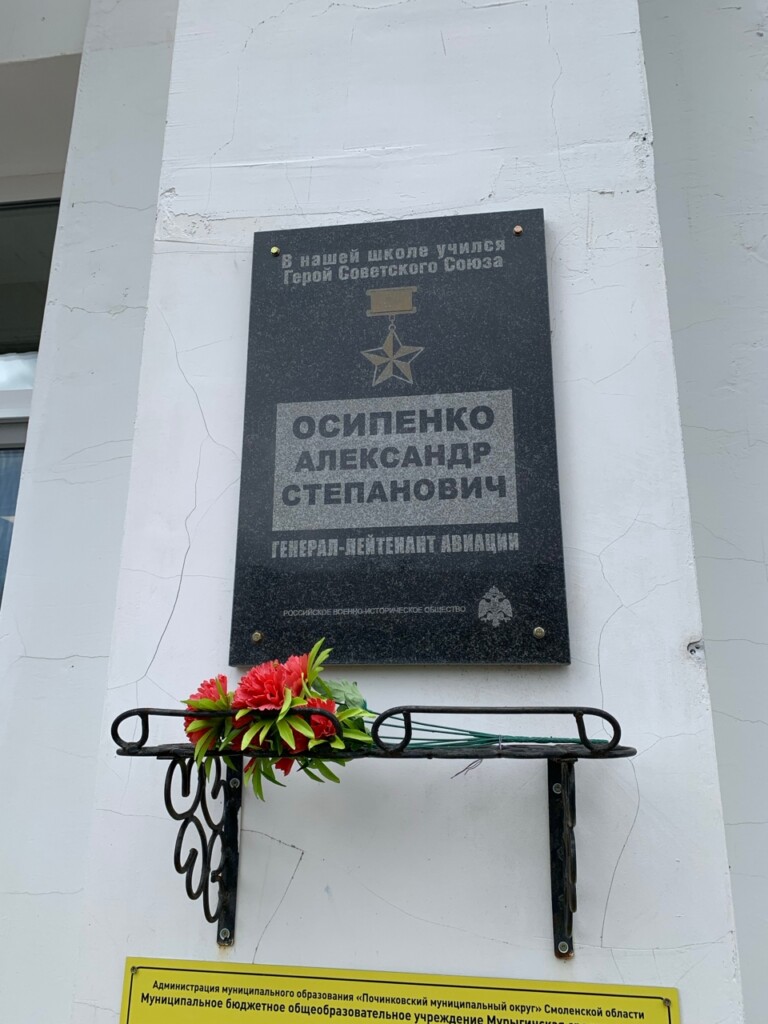 В нашей школе учился
Герой Советского Союза
ОСИПЕНКО
АЛЕКСАНДР
СТЕПАНОВИЧ
ГЕНЕРАЛ-ЛЕЙТЕНАНТ АВИАЦИИ
РОССИЙСКОЕ ВОЕННО-ИСТОРИЧЕСКОЕ ОБЩЕСТВО
Администрация муниципального образования «Починковский муниципальный округ» Смоленской области
Муниципальное бюджетное общеобразовательное учреждение Мурыгинская